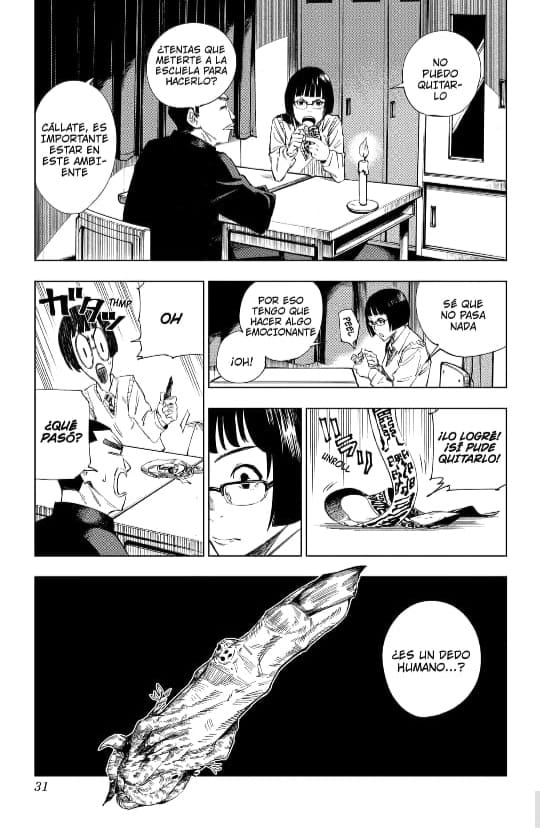 NO
PUEDO
QUITAR-
LO
¿TENIAS QUE
METERTE A LA
ESCUELA PARA
HACERLO?
CÁLLATE, ES
IMPORTANTE
ESTAR EN
ESTE AMBI-
ENTE
SÉ QUE
NO PASA
NADA
POR ESO
TENGO QUE
HACER ALGO
EMOCIONANTE
PEEL
¡OH!
¡LO LOGRÉ!
¡SÍ PUDE
QUITARLO!
UNROLL
OH
THMP
¿QUÉ
PASÓ?
¿ES UN DEDO
HUMANO...?
31